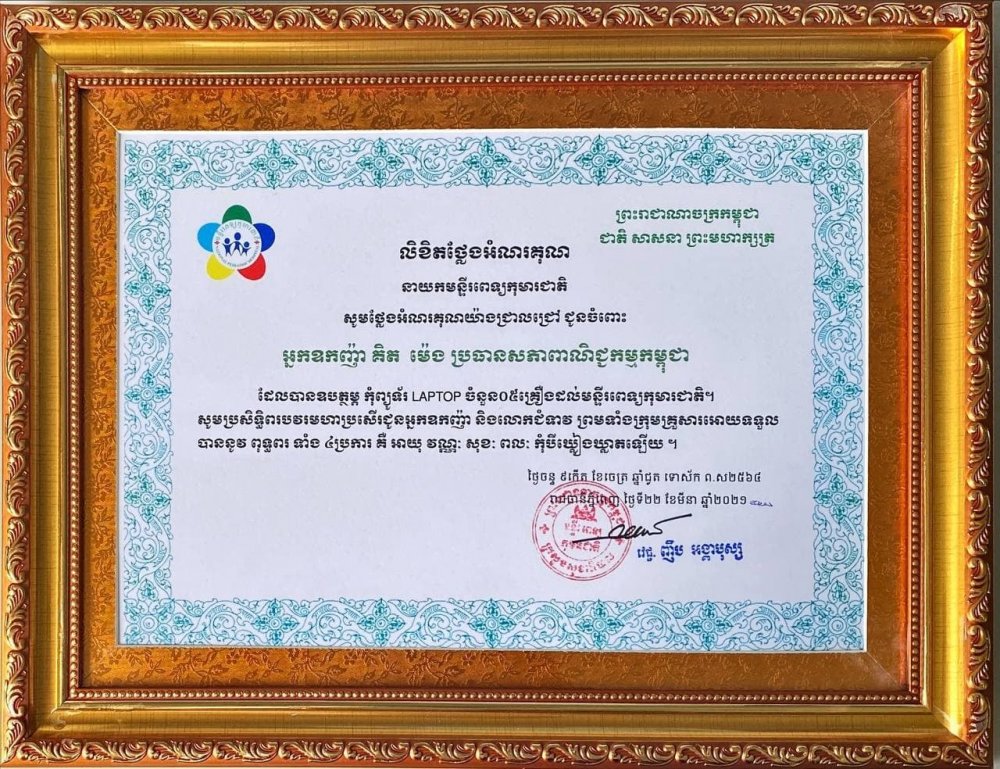 ព្រះរាជាណាចក្រកម្ពុជា
ជាតិ សាសនា ព្រះមហាក្សត្រ
លិខិតថ្លែងអំណរគុណ
នាយកមន្ទីរពេទ្យកុមារជាតិ
សូមថ្លែងអំណរគុណយ៉ាងជ្រាលជ្រៅ ជូនចំពោះ
អ្នកឧកញ៉ា គិត ម៉េង ប្រធានសភាពាណិជ្ជកម្មកម្ពុជា
ដែលបានឧបត្ថម្ភ កុំព្យូទ័រ LAPTOP ចំនួន០៥គ្រឿងដល់មន្ទីរពេទ្យកុមារជាតិ។
សូមប្រសិទ្ធិពរបវរមហាប្រសើរជូនអ្នកឧកញ៉ា និងលោកជំទាវ ព្រមទាំងក្រុមគ្រួសារអោយទទួល
បាននូវ ពុទ្ធពរ ទាំង ៤ប្រការ គឺ អាយុ វណ្ណៈ សុខៈ ពលៈ កុំបីឃ្លៀងឃ្លាតឡើយ ។
ថ្ងៃចន្ទ ៩កើត ខែចេត្រ ឆ្នាំជូត ទោស័ក ព.ស២៥៦៤
រាជធានីភ្នំពេញ ថ្ងៃទី២២ ខែមីនា ឆ្នាំ២០២១
វេជ្ជ. ញឹប អង្គាបុស្ស